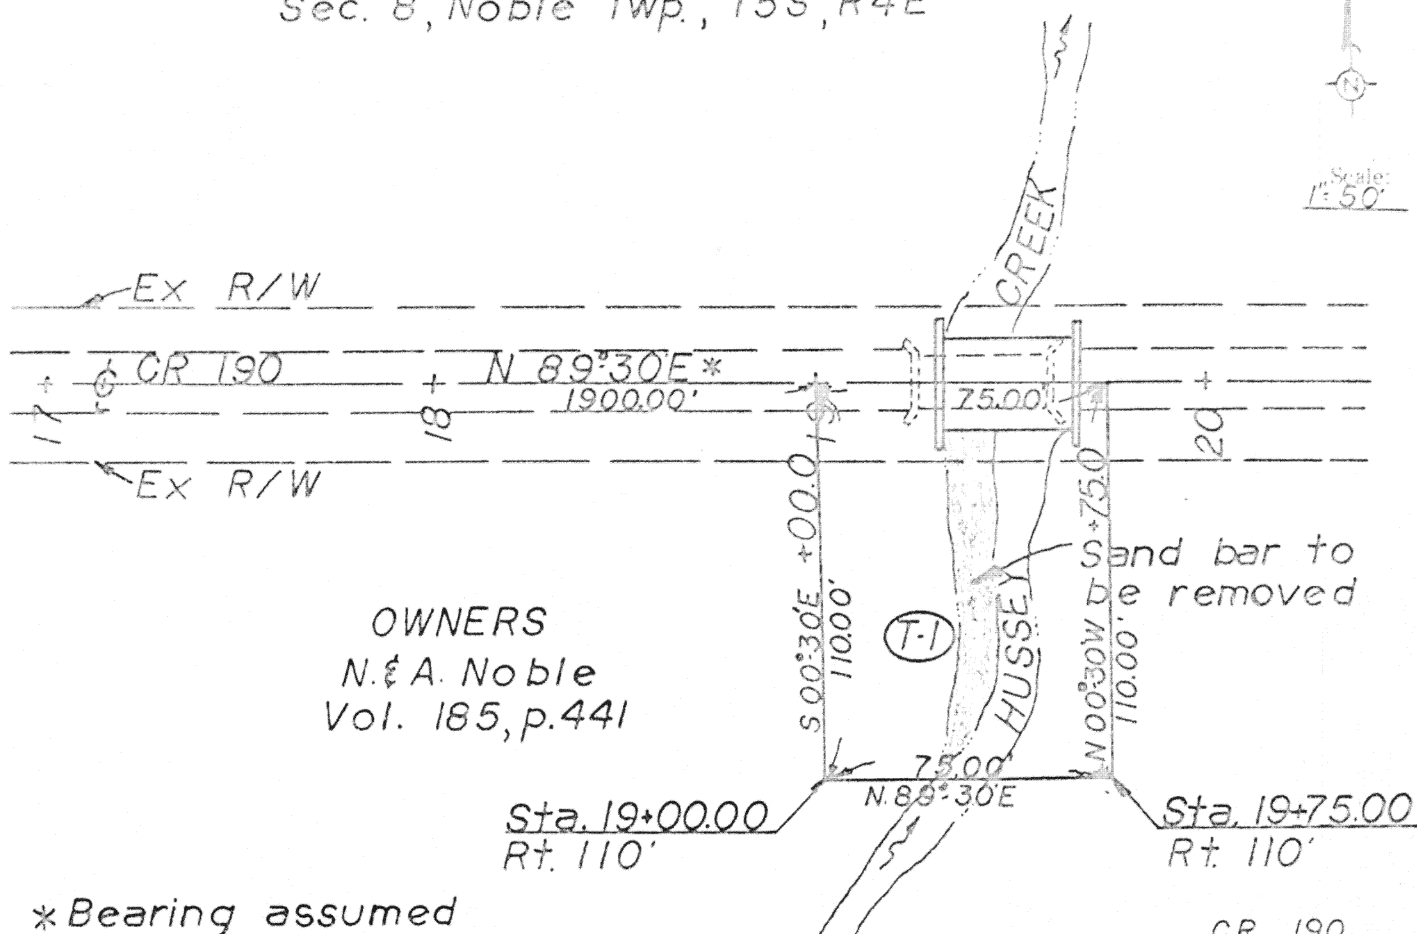 Sec. 8, Noble Twp., T5S, R4E
N
Scale:
1"=50'
CREEK
Ex R/W
CR 190
N 89°30'E *
1900.00'
75.00'
17
18
19
20
Ex R/W
+00.0
+75.0
S 00°30'E
110.00'
N 00°30'W
110.00'
Sand bar to
be removed
T-1
HUSSEY
OWNERS
N. & A. Noble
Vol. 185, p.441
75.00'
N. 89°30'E
Sta. 19+00.00
Rt. 110'
Sta. 19+75.00
Rt. 110'
* Bearing assumed
CR 190